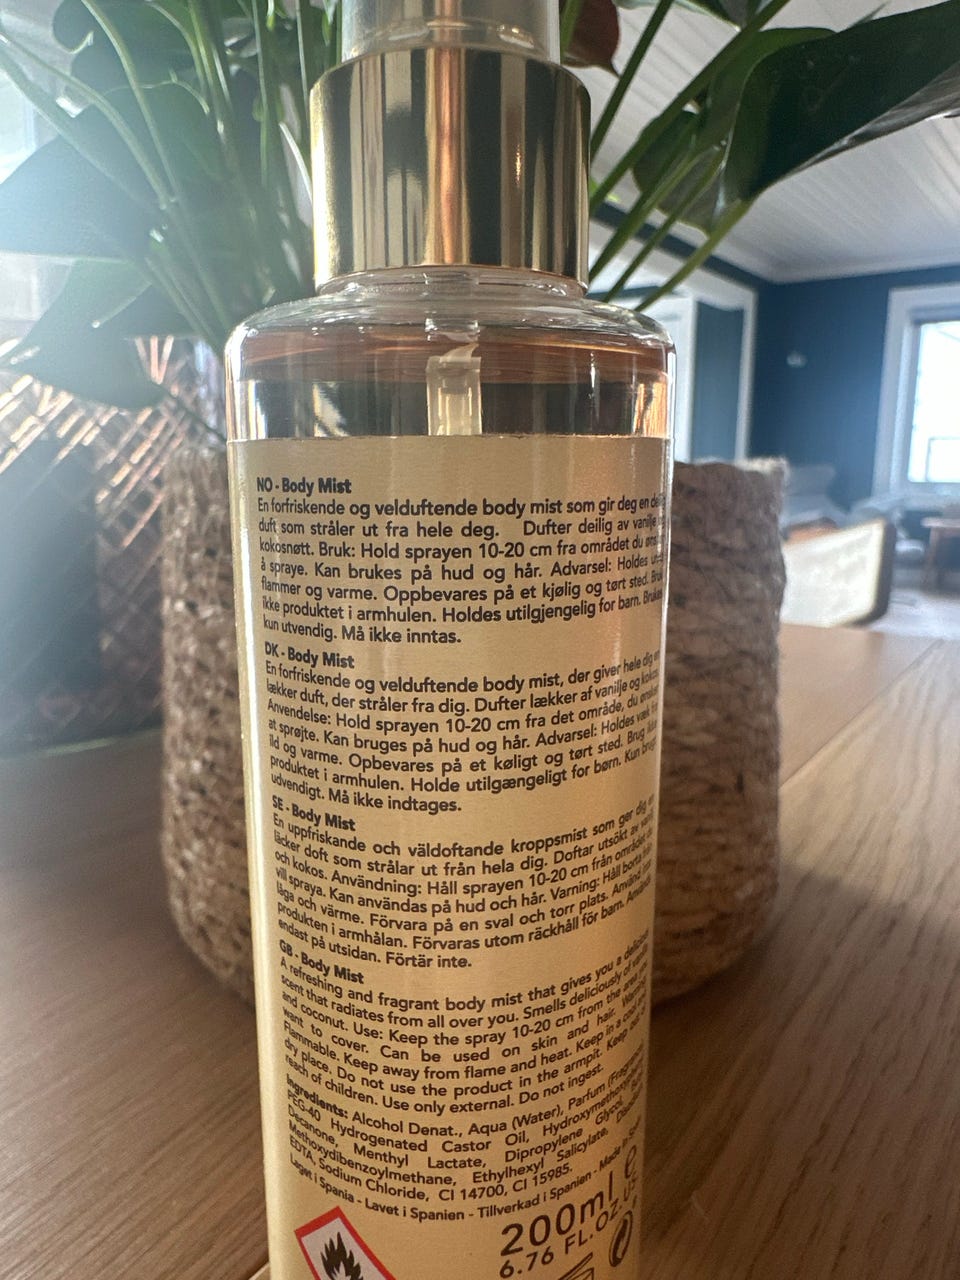 NO - Body Mist
En forfriskende og velduftende body mist som gir deg en
duft som stråler ut fra hele deg. Dufter deilig av vanilje
kokosnøtt. Bruk: Hold sprayen 10-20 cm fra området du
å spraye. Kan brukes på hud og hår. Advarsel: Holdes
flammer og varme. Oppbevares på et kjølig og tørt sted.
ikke produktet i armhulen. Holdes utilgjengelig for barn.
kun utvendig. Må ikke inntas.
DK - Body Mist
En forfriskende og velduftende body mist, der giver hele dig
lækker duft, der stråler fra dig. Dufter lækker af vanilje og
Anvendelse: Hold sprayen 10-20 cm fra det område, du ønsker
at sprøjte. Kan bruges på hud og hår. Advarsel: Holdes væk
ild og varme. Opbevares på et køligt og tørt sted. Brug
produktet i armhulen. Holde utilgængeligt for børn. Kun
udvendigt. Må ikke indtages.
SE - Body Mist
En uppfriskande och väldoftande kroppsmist som ger dig
läcker doft som strålar ut från hela dig. Doftar utsökt av
och kokos. Användning: Håll sprayen 10-20 cm från området
vill spraya. Kan användas på hud och hår. Varning: Håll borta
låga och värme. Förvara på en sval och torr plats. Använd
produkten i armhålan. Förvaras utom räckhåll för barn.
endast på utsidan. Förtär inte.
GB - Body Mist
A refreshing and fragrant body mist that gives you a
scent that radiates from all over you. Smells deliciously of
and coconut. Use: Keep the spray 10-20 cm from the area
want to cover. Can be used on skin and hair.
Flammable. Keep away from flame and heat. Keep in a cool
dry place. Do not use the product in the armpit. Keep
reach of children. Use only external. Do not ingest.
Ingredients: Alcohol Denat., Aqua (Water), Parfum (Fragrance)
PEG-40 Hydrogenated Castor Oil,
Decanone, Menthyl Lactate, Dipropylene Glycol,
Methoxydibenzoylmethane, Ethylhexyl Salicylate,
EDTA, Sodium Chloride, CI 14700, CI 15985.
Laget i Spania - Lavet i Spanien - Tillverkad i Spanien - Made in
200ml e
6.76 FL.OZ.